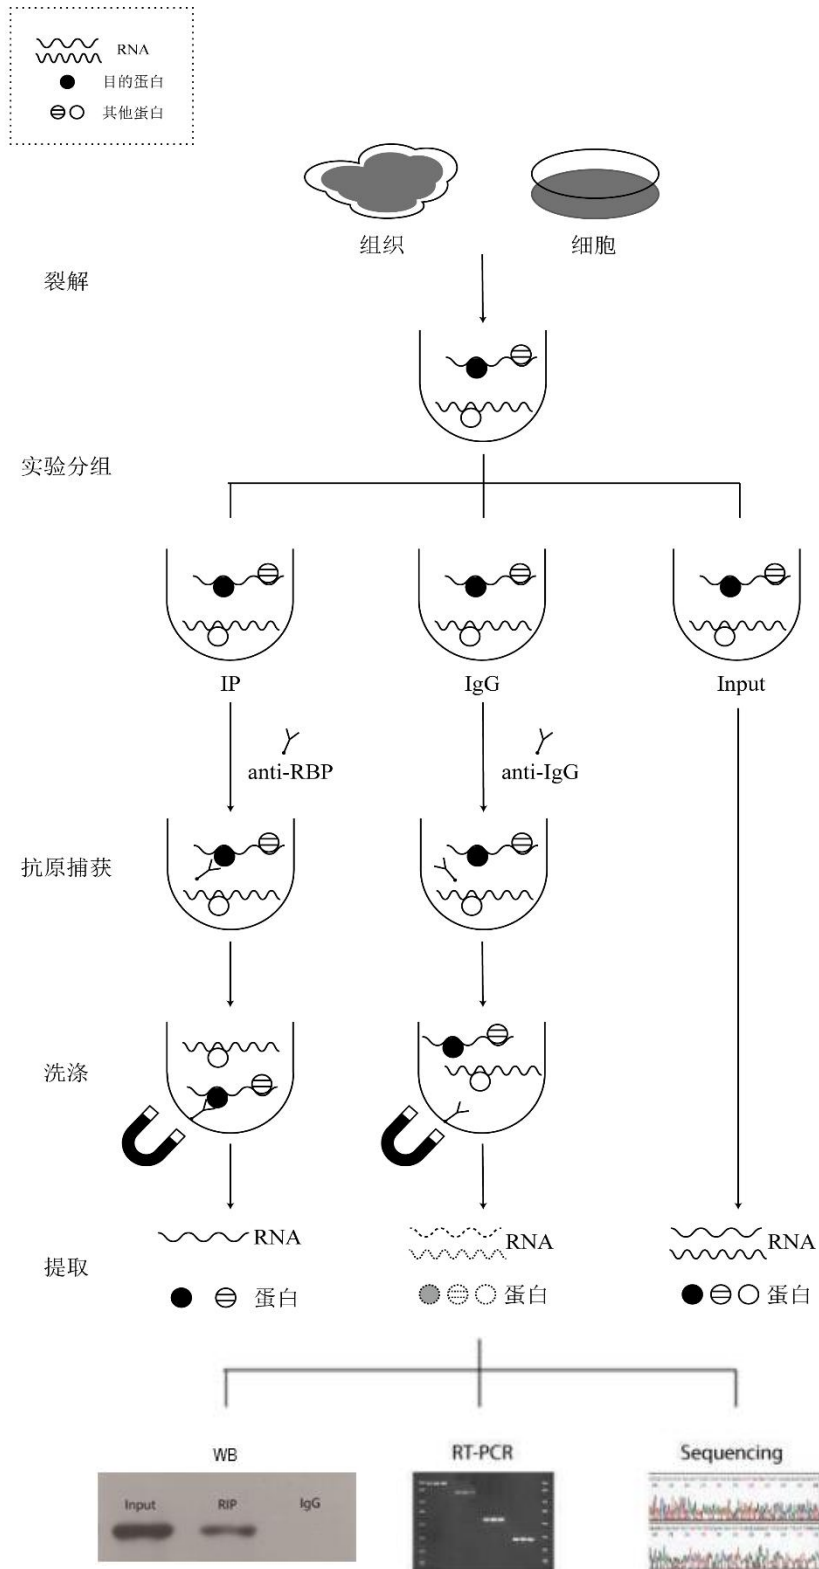 RNA
目的蛋白
其他蛋白
组织 细胞
裂解
实验分组
IP IgG Input
anti-RBP anti-IgG
抗原捕获
洗涤
RNA RNA RNA
提取
蛋白 蛋白 蛋白
WB RT-PCR Sequencing
Input RIP IgG